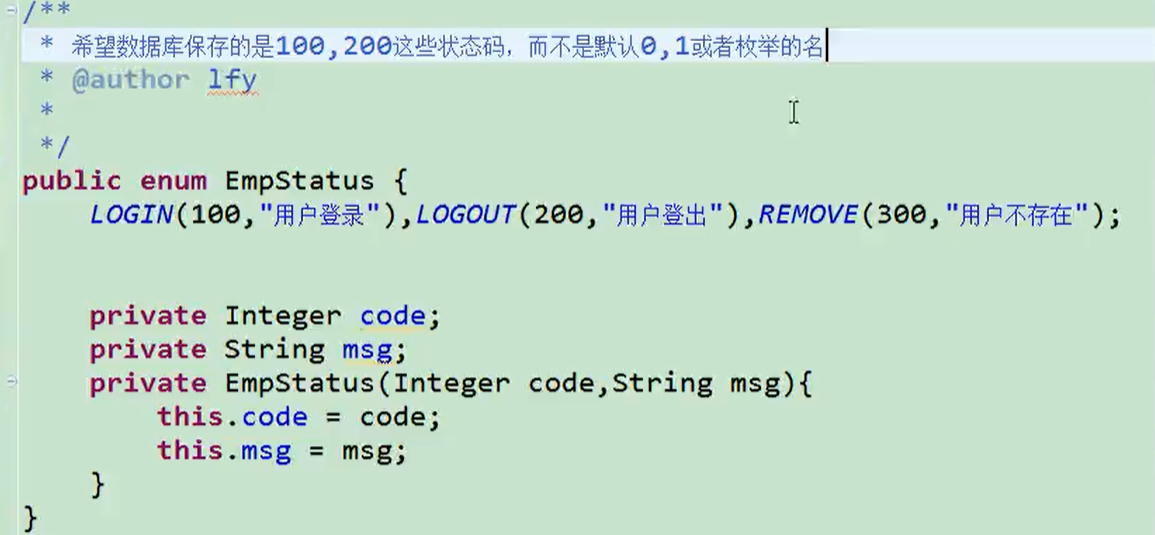 /**
 * 希望数据库保存的是100,200这些状态码，而不是默认0,1或者枚举的名
 * @author lfy
 *
 */
public enum EmpStatus {
    LOGIN(100,"用户登录"),LOGOUT(200,"用户登出"),REMOVE(300,"用户不存在");
    private Integer code;
    private String msg;
    private EmpStatus(Integer code,String msg){
        this.code = code;
        this.msg = msg;
    }
}